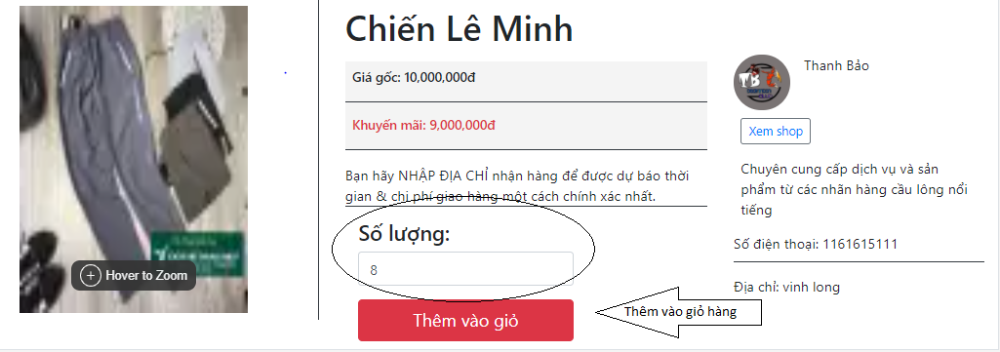 Chiến Lê Minh
Giá gốc: 10,000,000đ
Khuyến mãi: 9,000,000đ
Bạn hãy NHẬP ĐỊA CHỈ nhận hàng để được dự báo thời
gian & chi phí giao hàng một cách chính xác nhất.
Số lượng:
8
Thêm vào giỏ
Thêm vào giỏ hàng
Hover to Zoom
Thanh Bảo
Xem shop
Chuyên cung cấp dịch vụ và sản
phẩm từ các nhãn hàng cầu lông nổi
tiếng
Số điện thoại: 1161615111
Địa chỉ: vinh long